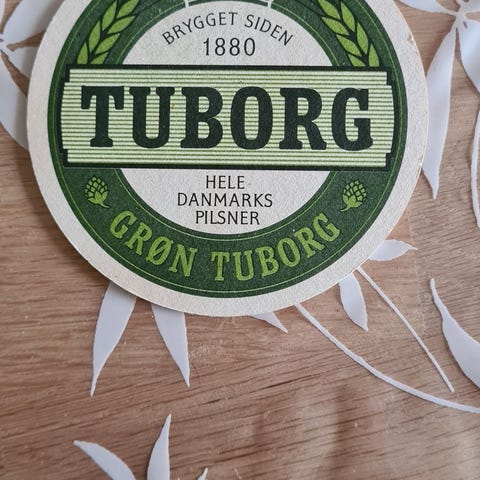 BRYGGET SIDEN
1880
TUBORG
HELE
DANMARKS
PILSNER
GRØN TUBORG